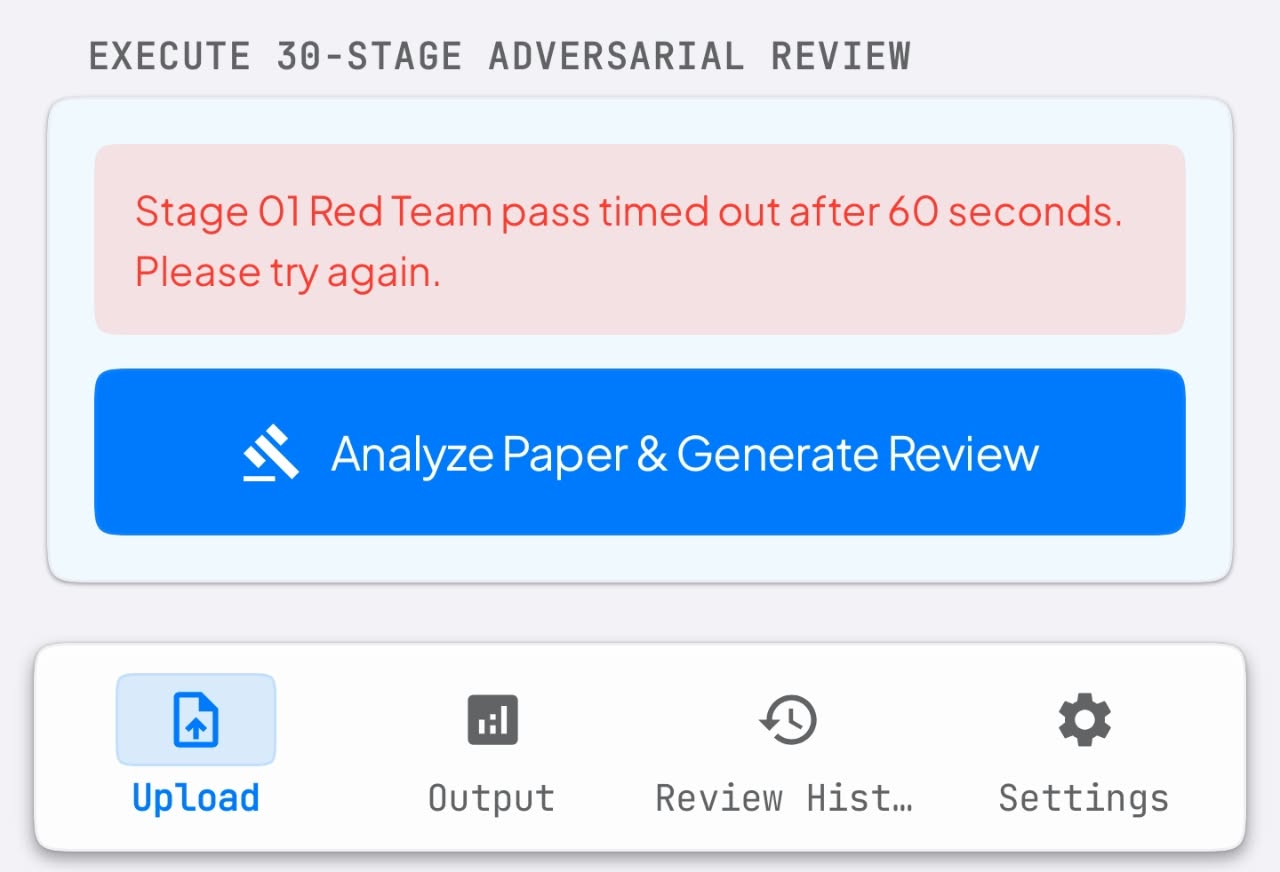 EXECUTE 30-STAGE ADVERSARIAL REVIEW
Stage 01 Red Team pass timed out after 60 seconds.
Please try again.
Analyze Paper & Generate Review
Upload
Output
Review Hist…
Settings